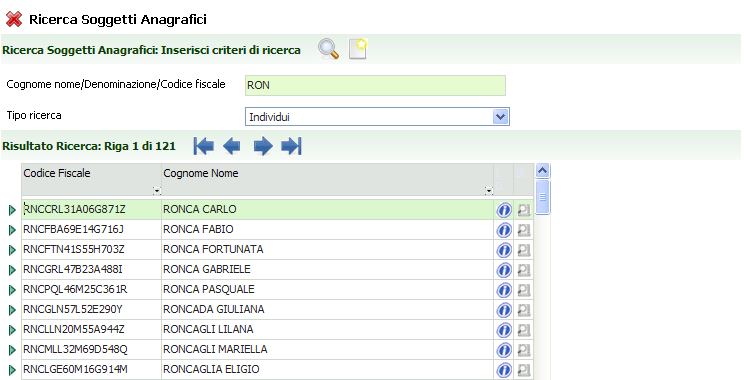 Ricerca Soggetti Anagrafici
Ricerca Soggetti Anagrafici: Inserisci criteri di ricerca
Cognome nome/Denominazione/Codice fiscale RON
Tipo ricerca Individui
Risultato Ricerca: Riga 1 di 121
Codice Fiscale Cognome Nome
RNCCRL31A06G871Z RONCA CARLO
RNCFBA69E14G716J RONCA FABIO
RNCFTN41S55H703Z RONCA FORTUNATA
RNCGRL47B23A488I RONCA GABRIELE
RNCPQL46M25C361R RONCA PASQUALE
RNCGLN57L52E290Y RONCADA GIULIANA
RNCLLN20M55A944Z RONCAGLI LILANA
RNCMLL32M69D548Q RONCAGLI MARIELLA
RNCLGE60M16G914M RONCAGLIA ELIGIO